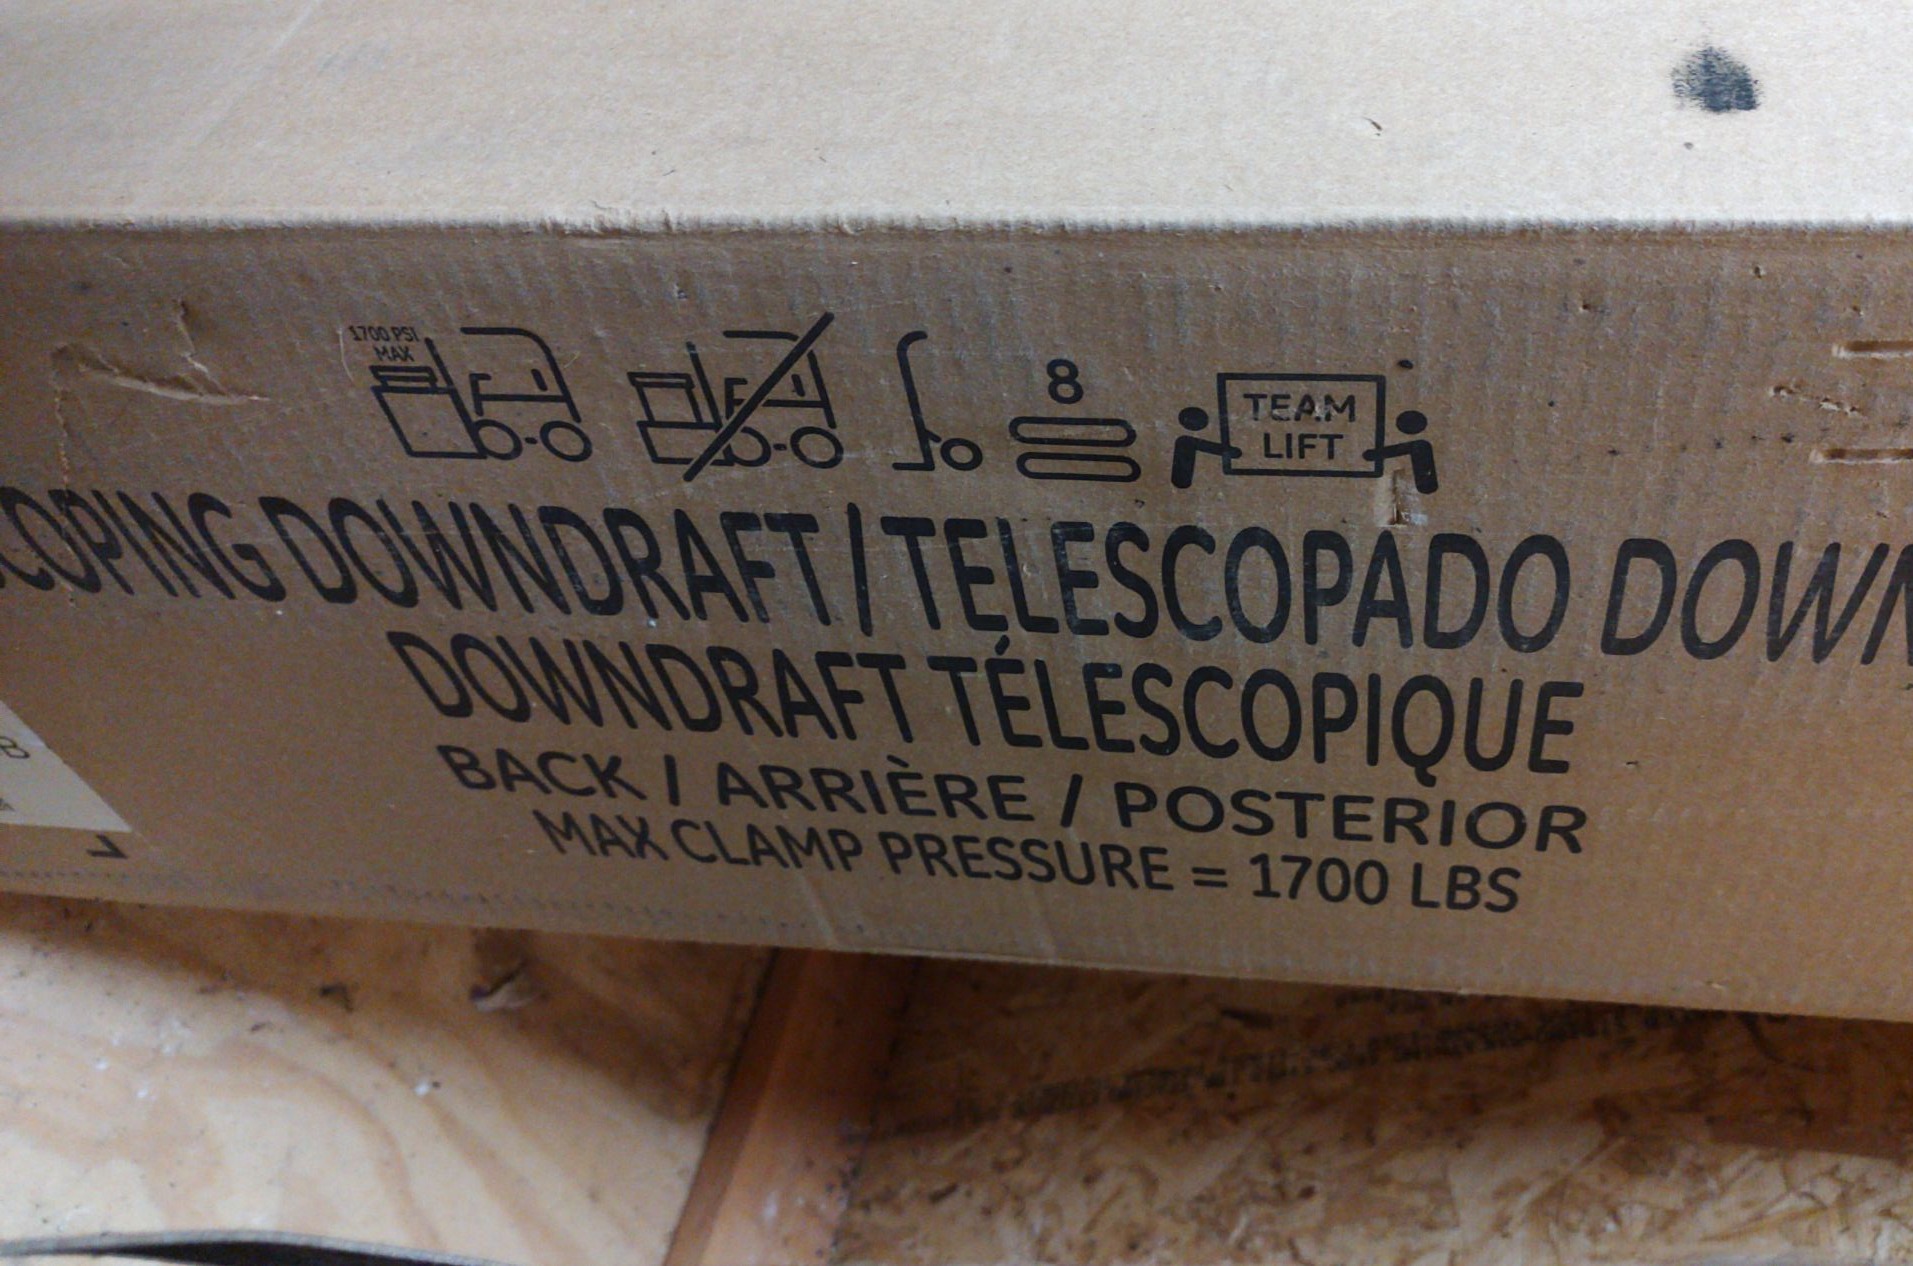 1700 PSI
MAX
8
TEAM
LIFT
COPING DOWNDRAFT / TELESCOPADO DOWN
DOWNDRAFT TÉLESCOPIQUE
BACK / ARRIÈRE / POSTERIOR
MAX CLAMP PRESSURE = 1700 LBS
B